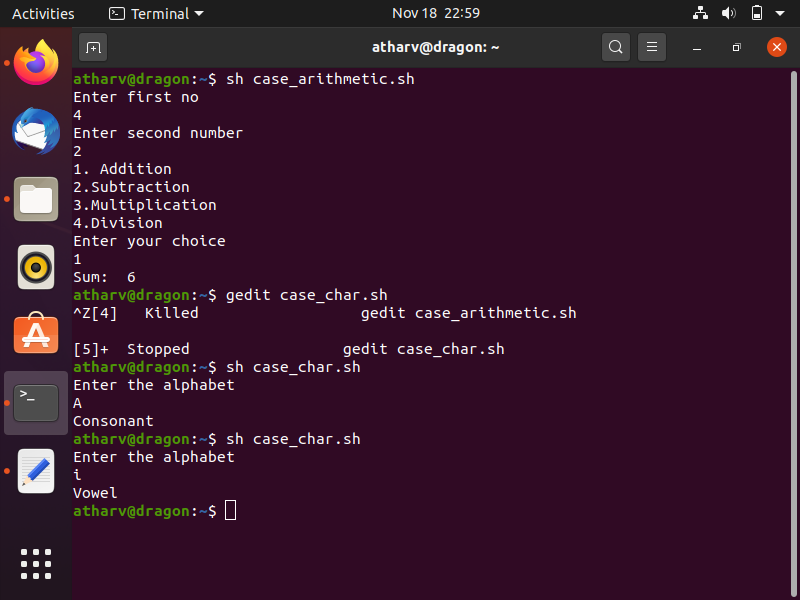 Activities Terminal Nov 18 22:59
atharv@dragon: ~
atharv@dragon:~$ sh case_arithmetic.sh
Enter first no
4
Enter second number
2
1. Addition
2.Subtraction
3.Multiplication
4.Division
Enter your choice
1
Sum:  6
atharv@dragon:~$ gedit case_char.sh
^Z[4]   Killed                  gedit case_arithmetic.sh

[5]+  Stopped                 gedit case_char.sh
atharv@dragon:~$ sh case_char.sh
Enter the alphabet
A
Consonant
atharv@dragon:~$ sh case_char.sh
Enter the alphabet
i
Vowel
atharv@dragon:~$